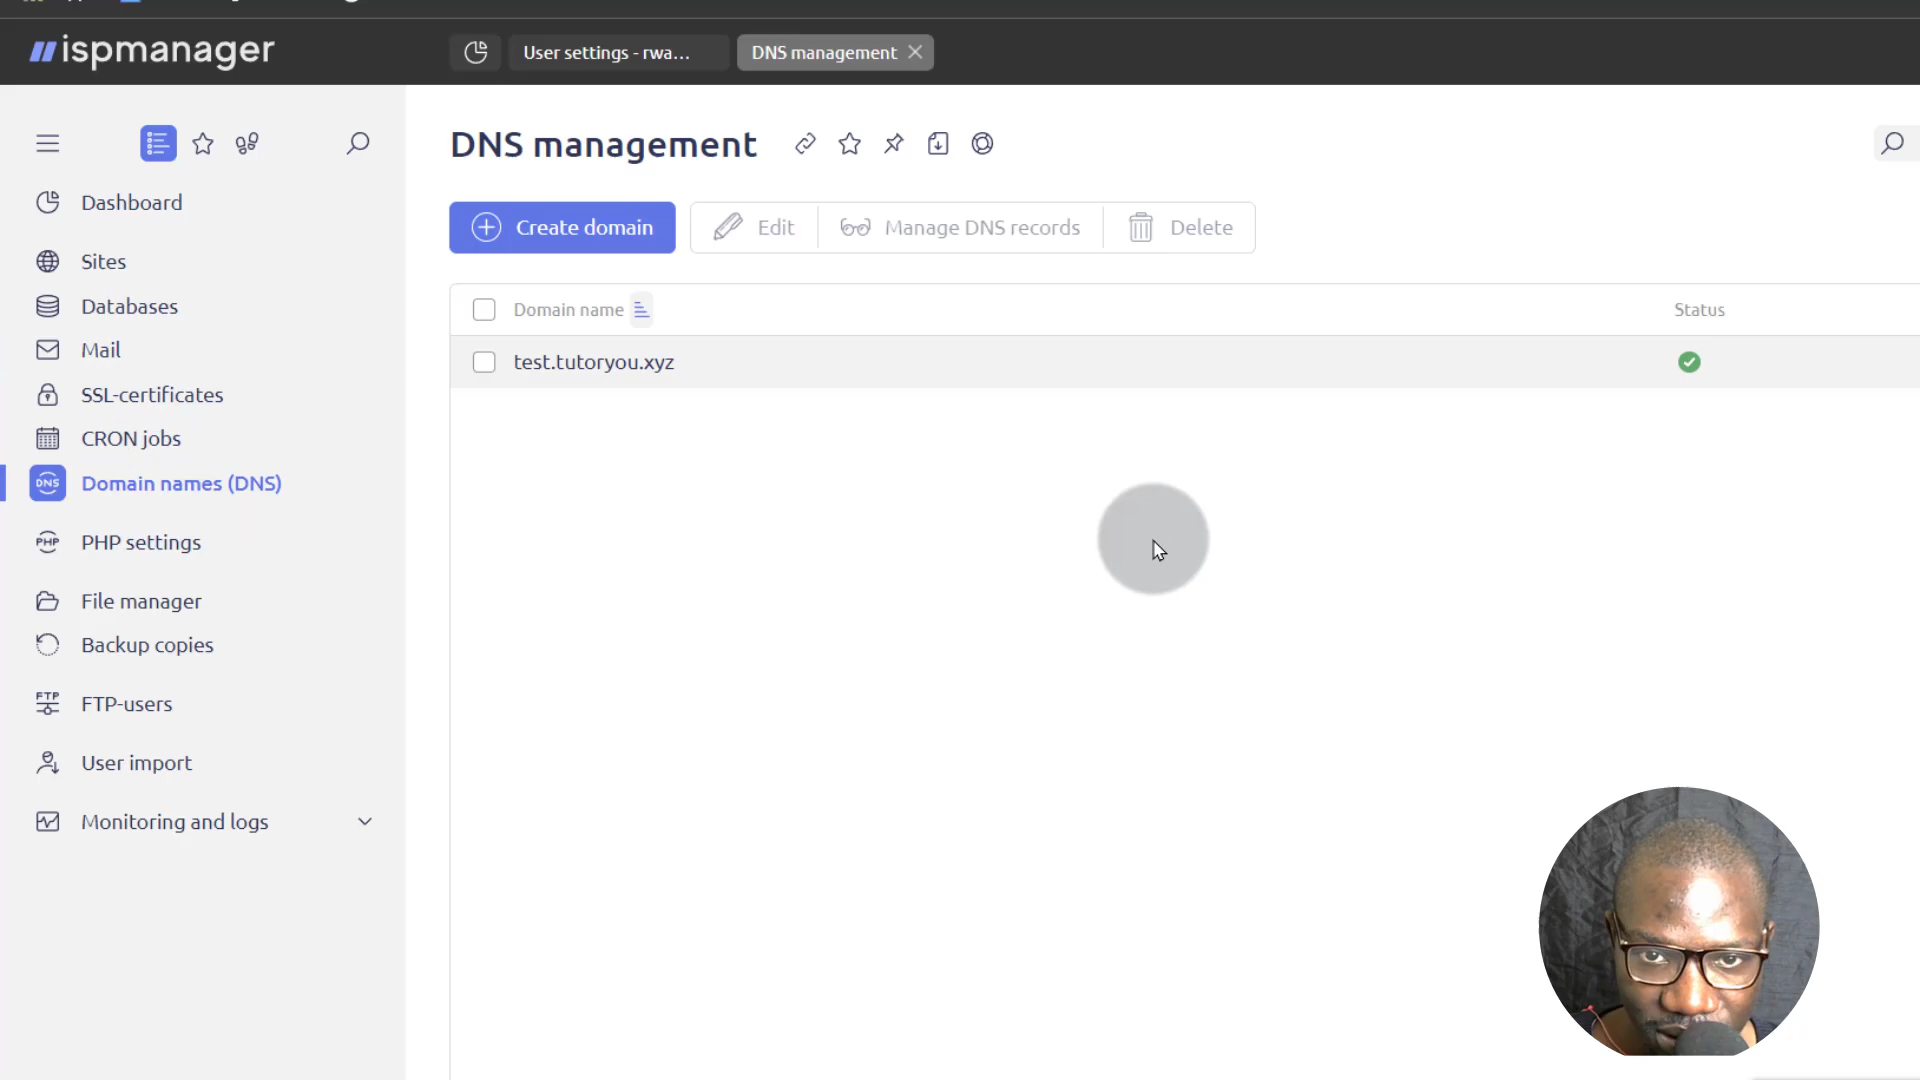 ispmanager
User settings - rwa...
DNS management
DNS management
Create domain
Edit
Manage DNS records
Delete
Domain name
Status
test.tutoryou.xyz
Dashboard
Sites
Databases
Mail
SSL-certificates
CRON jobs
DNS
Domain names (DNS)
PHP
PHP settings
File manager
Backup copies
FTP
FTP-users
User import
Monitoring and logs